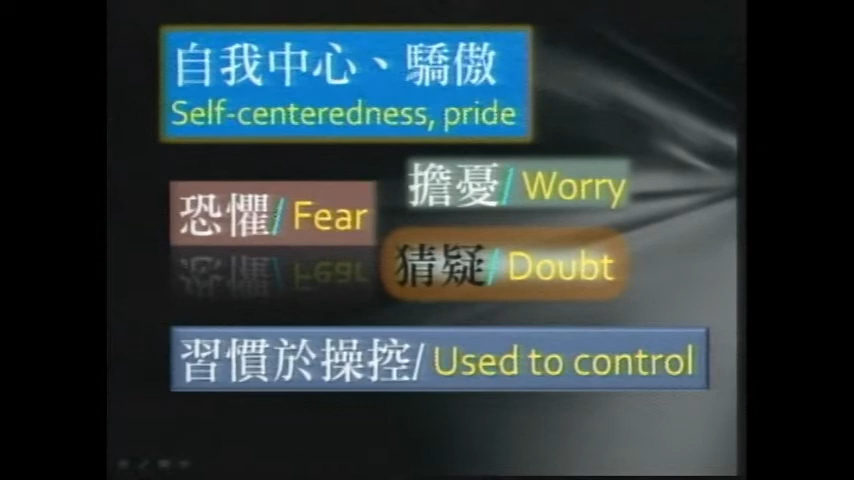 自我中心、驕傲
Self-centeredness, pride
擔憂/ Worry
恐懼/ Fear
猜疑/ Doubt
習慣於操控/ Used to control